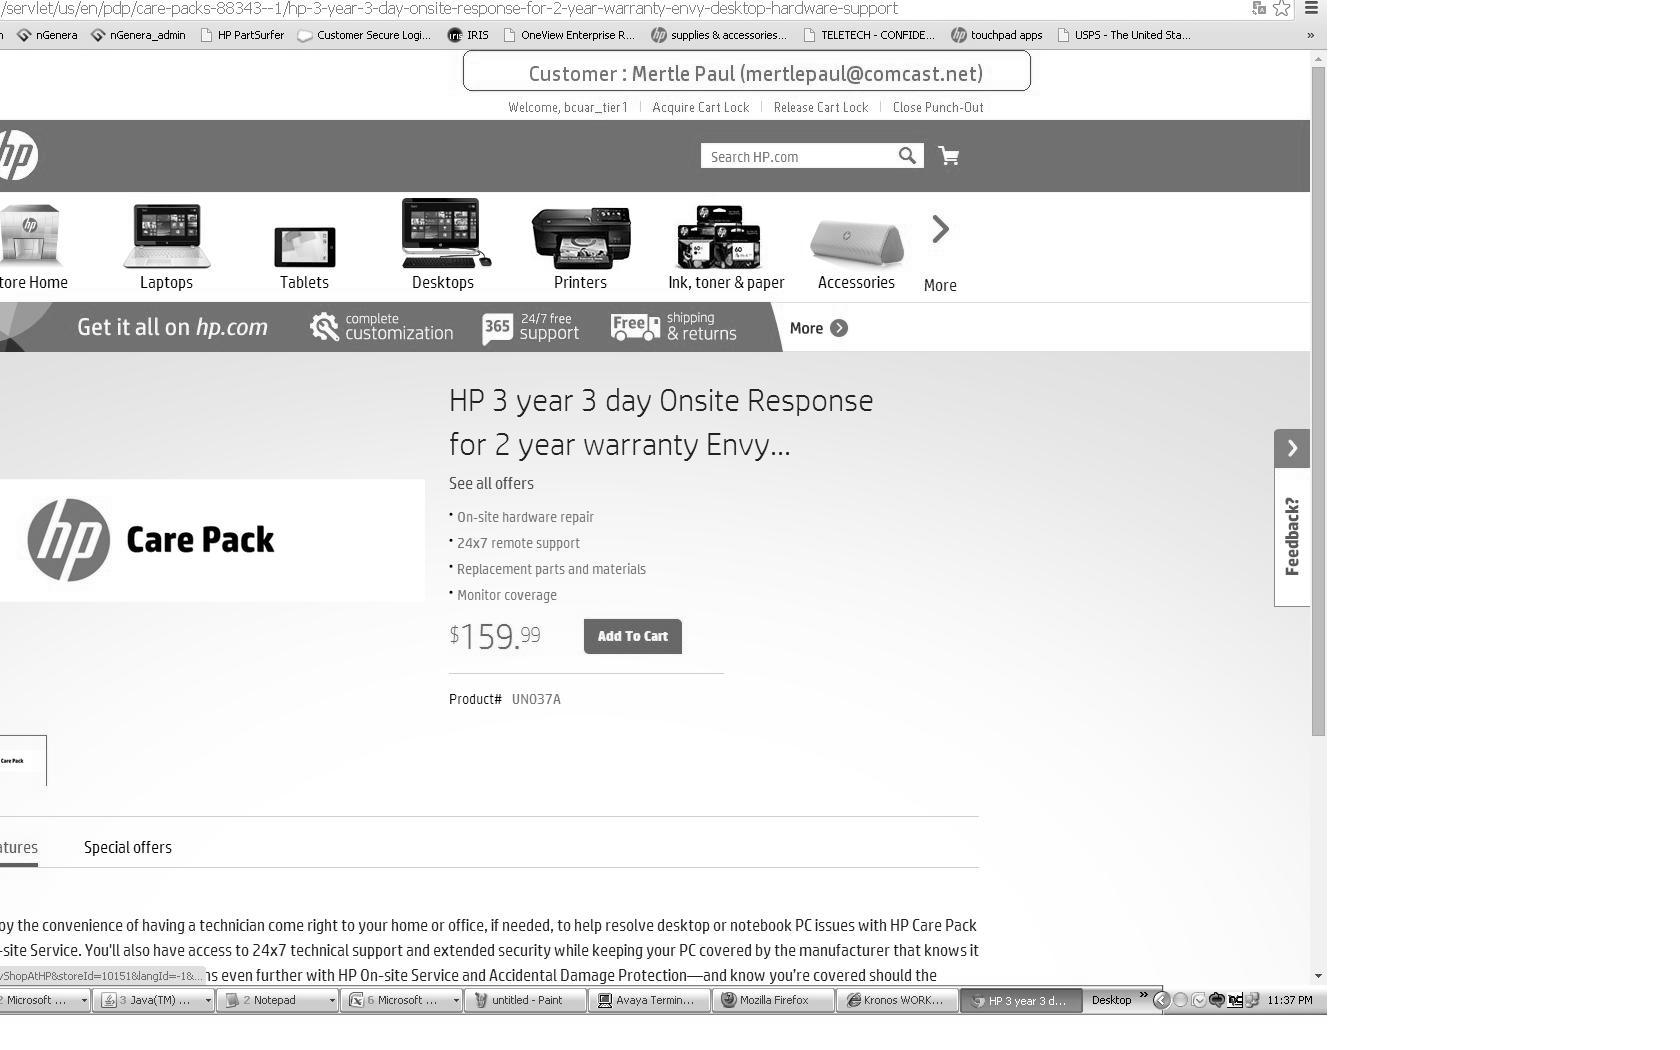 /servlet/us/en/pdp/care-packs-88343--1/hp-3-year-3-day-onsite-response-for-2-year-warranty-envy-desktop-hardware-support
n nGenera nGenera_admin HP PartSurfer Customer Secure Logi... IRIS OneView Enterprise R... supplies & accessories... TELETECH - CONFIDE... touchpad apps USPS - The United Sta... »
Customer : Mertle Paul (mertlepaul@comcast.net)
Welcome, bcuar_tier1 Acquire Cart Lock Release Cart Lock Close Punch-Out
hp
Search HP.com
tore Home Laptops Tablets Desktops Printers Ink, toner & paper Accessories More
Get it all on hp.com
complete
customization
365
24/7 free
support
Free
shipping
& returns
More
HP 3 year 3 day Onsite Response
for 2 year warranty Envy...
See all offers
• On-site hardware repair
• 24x7 remote support
• Replacement parts and materials
• Monitor coverage
$159.99 Add To Cart
Product# UN037A
hp Care Pack
Feedback?
Care Pack
atures Special offers
oy the convenience of having a technician come right to your home or office, if needed, to help resolve desktop or notebook PC issues with HP Care Pack
-site Service. You'll also have access to 24x7 technical support and extended security while keeping your PC covered by the manufacturer that knows it
vShopAtHP&storeId=10151&langId=-1&...
ns even further with HP On-site Service and Accidental Damage Protection—and know you're covered should the
2 Microsoft ... 3 Java(TM) ... 2 Notepad 6 Microsoft ... untitled - Paint Avaya Termin... Mozilla Firefox Kronos WORK... HP 3 year 3 d... Desktop » 11:37 PM